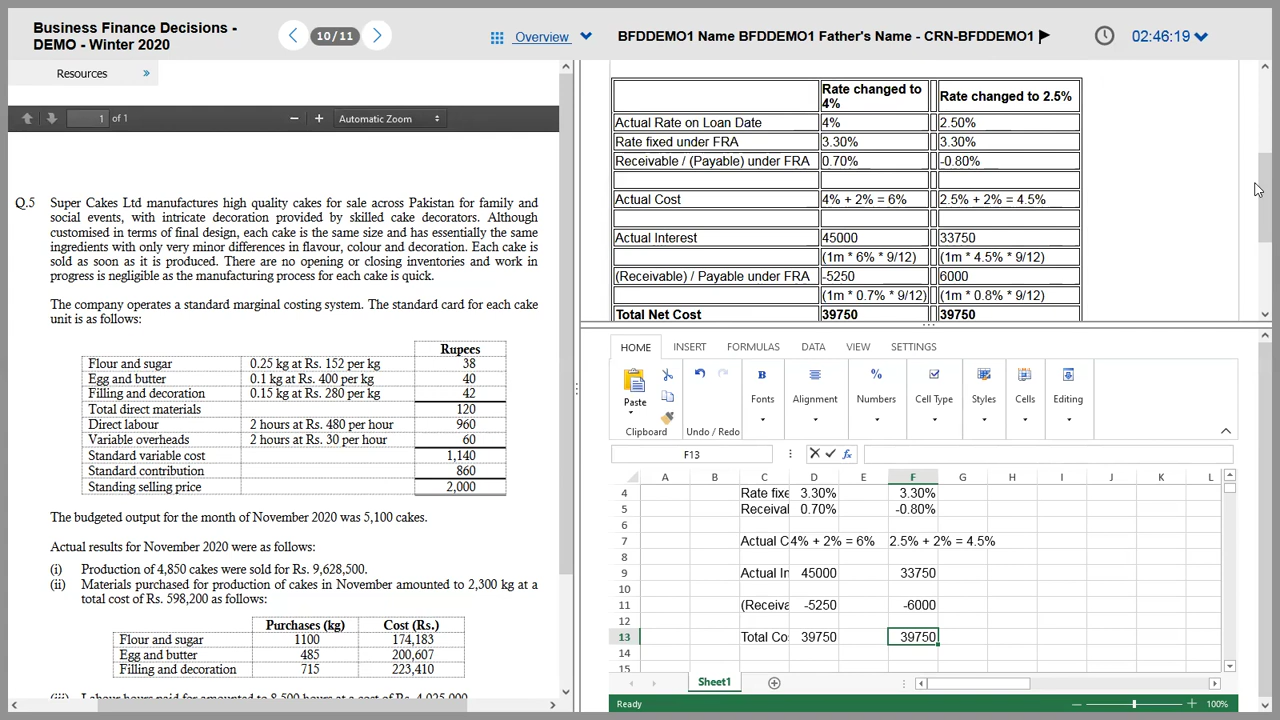 Business Finance Decisions -
DEMO - Winter 2020
10/11
Overview
BFDDEMO1 Name BFDDEMO1 Father's Name - CRN-BFDDEMO1
02:46:19
Resources »
1 of 1
− + Automatic Zoom
Q.5 Super Cakes Ltd manufactures high quality cakes for sale across Pakistan for family and
social events, with intricate decoration provided by skilled cake decorators. Although
customised in terms of final design, each cake is the same size and has essentially the same
ingredients with only very minor differences in flavour, colour and decoration. Each cake is
sold as soon as it is produced. There are no opening or closing inventories and work in
progress is negligible as the manufacturing process for each cake is quick.
The company operates a standard marginal costing system. The standard card for each cake
unit is as follows:
Rupees
Flour and sugar 0.25 kg at Rs. 152 per kg 38
Egg and butter 0.1 kg at Rs. 400 per kg 40
Filling and decoration 0.15 kg at Rs. 280 per kg 42
Total direct materials 120
Direct labour 2 hours at Rs. 480 per hour 960
Variable overheads 2 hours at Rs. 30 per hour 60
Standard variable cost 1,140
Standard contribution 860
Standing selling price 2,000
The budgeted output for the month of November 2020 was 5,100 cakes.
Actual results for November 2020 were as follows:
(i) Production of 4,850 cakes were sold for Rs. 9,628,500.
(ii) Materials purchased for production of cakes in November amounted to 2,300 kg at a
total cost of Rs. 598,200 as follows:
Purchases (kg) Cost (Rs.)
Flour and sugar 1100 174,183
Egg and butter 485 200,607
Filling and decoration 715 223,410
(iii) Labour hours paid for amounted to 8,500 hours at a cost of Rs. 4,025,000
Rate changed to
4%
Rate changed to 2.5%
Actual Rate on Loan Date 4% 2.50%
Rate fixed under FRA 3.30% 3.30%
Receivable / (Payable) under FRA 0.70% -0.80%
Actual Cost 4% + 2% = 6% 2.5% + 2% = 4.5%
Actual Interest 45000 33750
(1m * 6% * 9/12) (1m * 4.5% * 9/12)
(Receivable) / Payable under FRA -5250 6000
(1m * 0.7% * 9/12) (1m * 0.8% * 9/12)
Total Net Cost 39750 39750
HOME INSERT FORMULAS DATA VIEW SETTINGS
Paste
B
%
Fonts Alignment Numbers Cell Type Styles Cells Editing
Clipboard Undo / Redo
F13 fx
A B C D E F G H I J K L
4 Rate fixe 3.30% 3.30%
5 Receival 0.70% -0.80%
6
7 Actual C 4% + 2% = 6% 2.5% + 2% = 4.5%
8
9 Actual In 45000 33750
10
11 (Receiva -5250 -6000
12
13 Total Co 39750 39750
14
15
Sheet1
Ready 100%